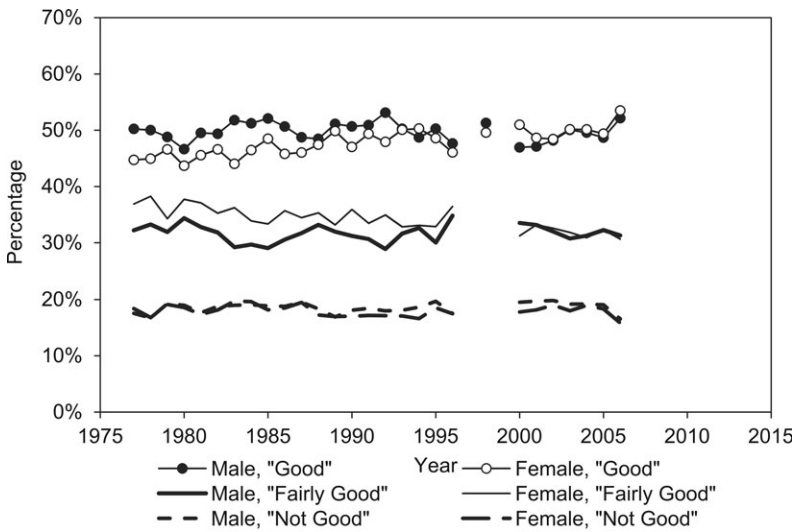 70%
60%
50%
40%
30%
20%
10%
0%
Percentage
1975 1980 1985 1990 1995 2000 2005 2010 2015
Year
Male, "Good" Female, "Good"
Male, "Fairly Good" Female, "Fairly Good"
Male, "Not Good" Female, "Not Good"